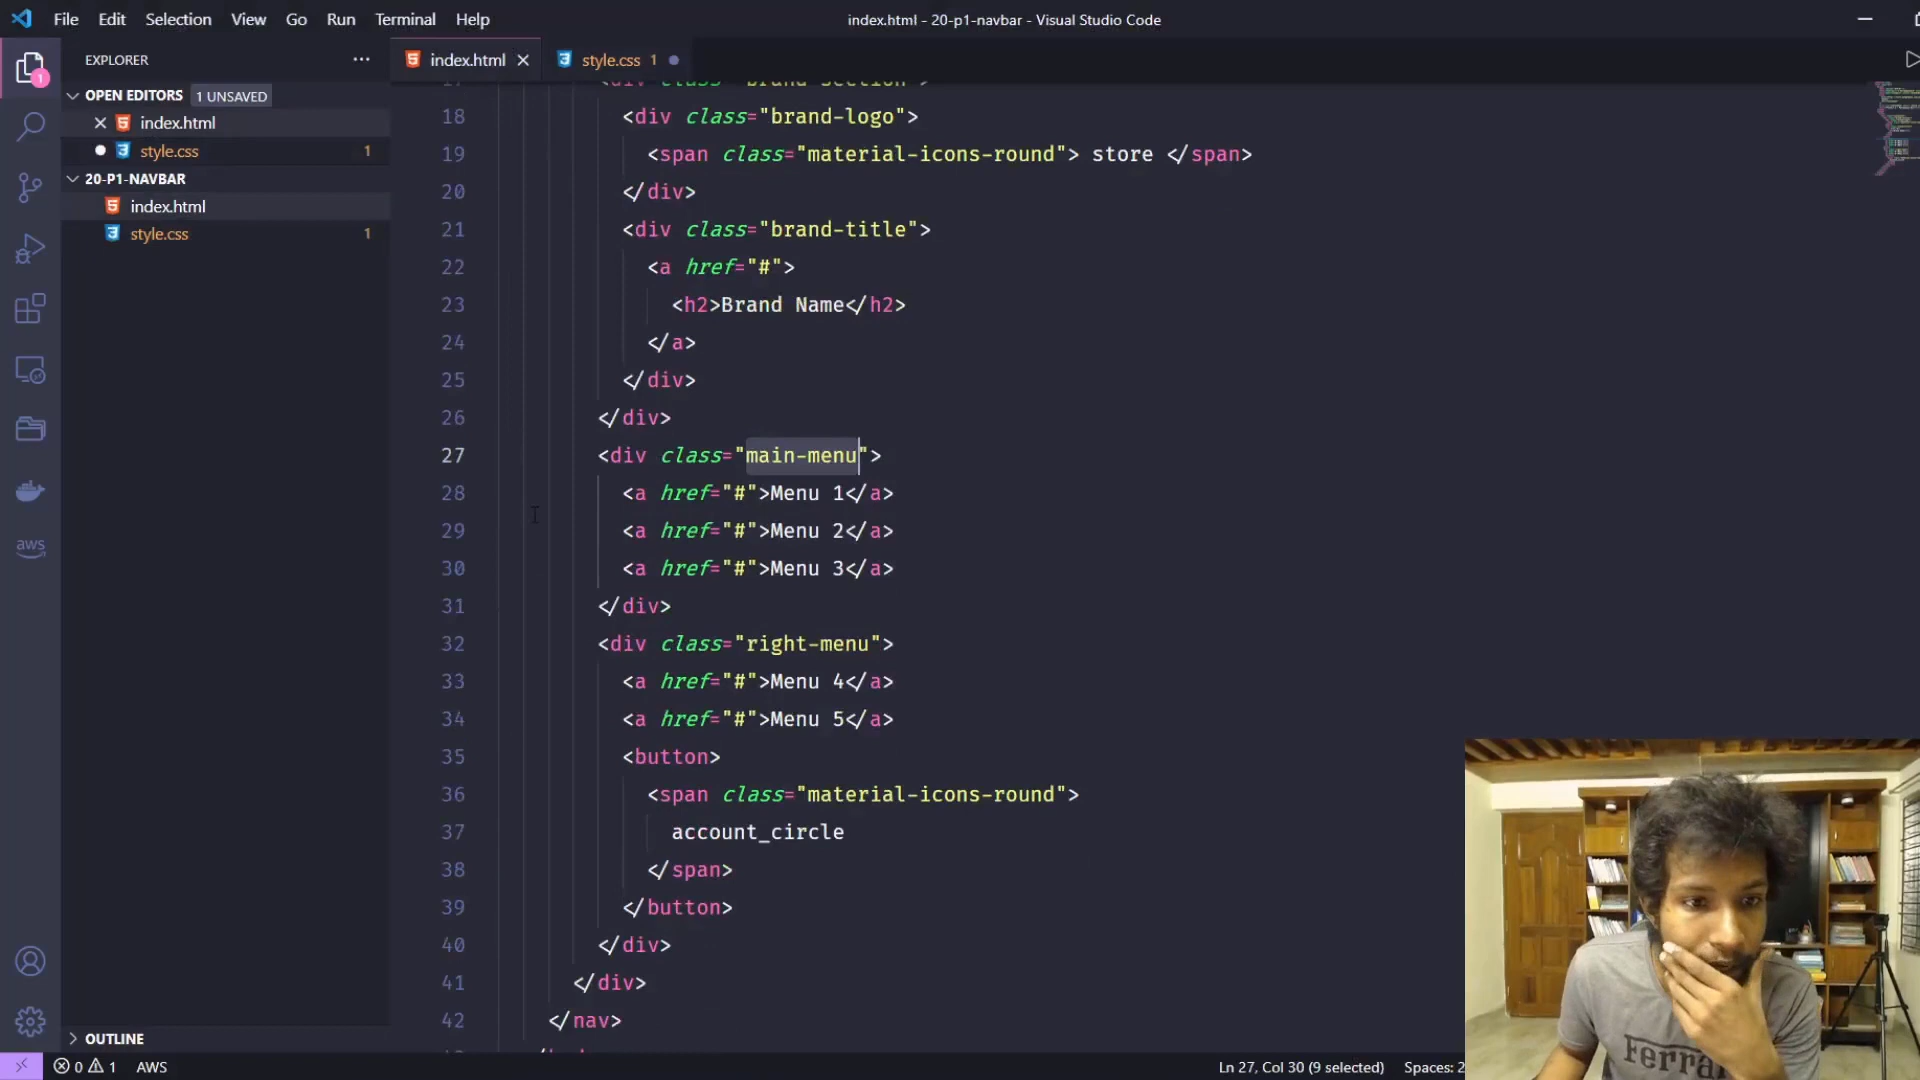 File Edit Selection View Go Run Terminal Help
index.html - 20-p1-navbar - Visual Studio Code
EXPLORER
index.html
style.css 1
OPEN EDITORS 1 UNSAVED
index.html
style.css 1
20-P1-NAVBAR
index.html
style.css 1
1
aws
18 <div class="brand-logo">
19 <span class="material-icons-round"> store </span>
20 </div>
21 <div class="brand-title">
22 <a href="#">
23 <h2>Brand Name</h2>
24 </a>
25 </div>
26 </div>
27 <div class="main-menu">
28 <a href="#">Menu 1</a>
29 <a href="#">Menu 2</a>
30 <a href="#">Menu 3</a>
31 </div>
32 <div class="right-menu">
33 <a href="#">Menu 4</a>
34 <a href="#">Menu 5</a>
35 <button>
36 <span class="material-icons-round">
37 account_circle
38 </span>
39 </button>
40 </div>
41 </div>
42 </nav>
OUTLINE
0 1 AWS
Ln 27, Col 30 (9 selected) Spaces: 2
Ferra